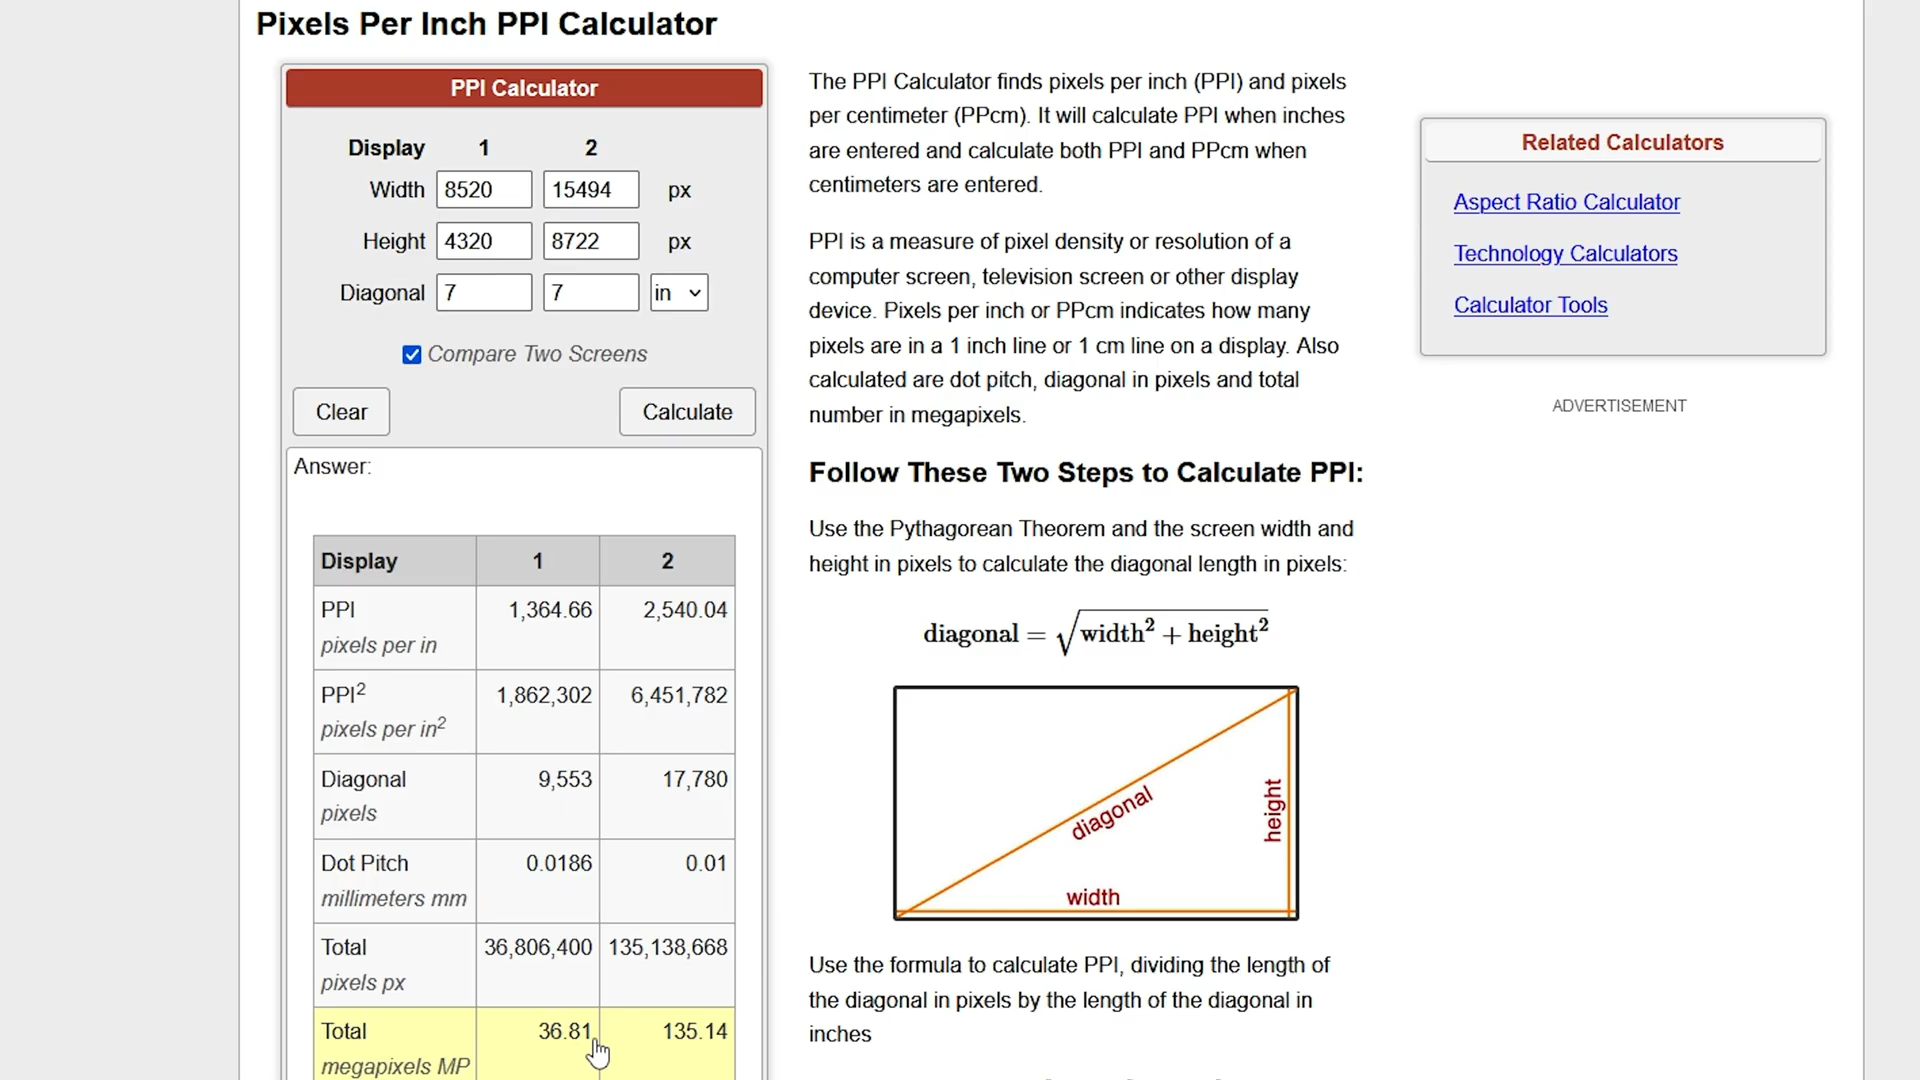 Pixels Per Inch PPI Calculator
PPI Calculator
Display 1 2
Width 8520 15494 px
Height 4320 8722 px
Diagonal 7 7 in
Compare Two Screens
Clear Calculate
Answer:
Display 1 2
PPI 1,364.66 2,540.04
pixels per in
PPI² 1,862,302 6,451,782
pixels per in²
Diagonal 9,553 17,780
pixels
Dot Pitch 0.0186 0.01
millimeters mm
Total 36,806,400 135,138,668
pixels px
Total 36.81 135.14
megapixels MP
The PPI Calculator finds pixels per inch (PPI) and pixels
per centimeter (PPcm). It will calculate PPI when inches
are entered and calculate both PPI and PPcm when
centimeters are entered.
PPI is a measure of pixel density or resolution of a
computer screen, television screen or other display
device. Pixels per inch or PPcm indicates how many
pixels are in a 1 inch line or 1 cm line on a display. Also
calculated are dot pitch, diagonal in pixels and total
number in megapixels.
Follow These Two Steps to Calculate PPI:
Use the Pythagorean Theorem and the screen width and
height in pixels to calculate the diagonal length in pixels:
diagonal = √width² + height²
diagonal
height
width
Use the formula to calculate PPI, dividing the length of
the diagonal in pixels by the length of the diagonal in
inches
Related Calculators
Aspect Ratio Calculator
Technology Calculators
Calculator Tools
ADVERTISEMENT